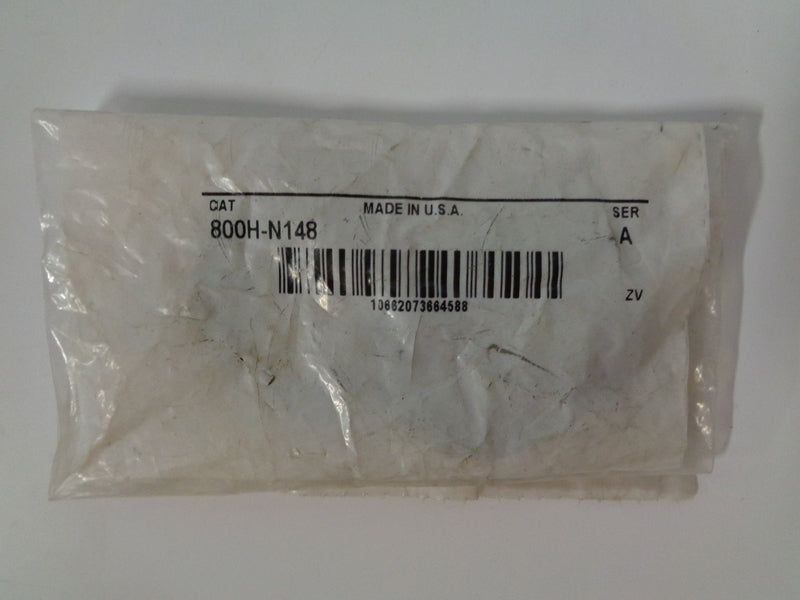 CAT MADE IN U.S.A. SER
800H-N148 A
10662073664588
ZV